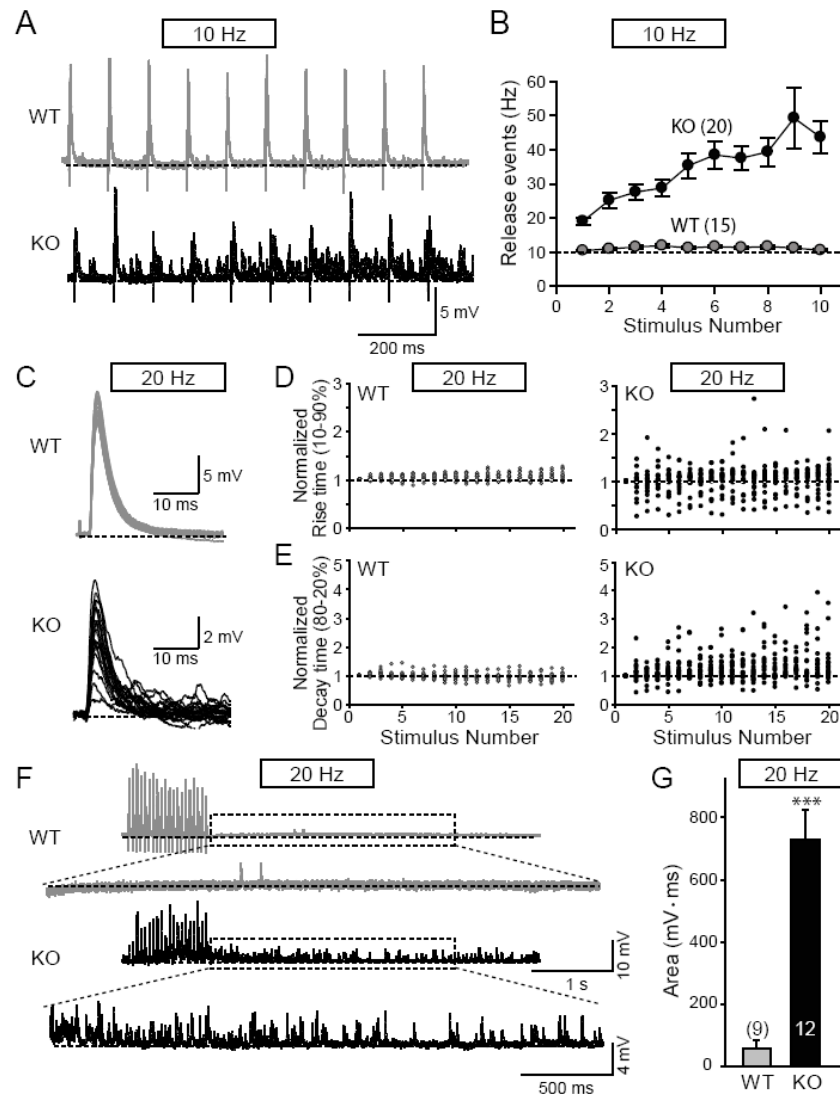 A
10 Hz
WT
KO
5 mV
200 ms
B
10 Hz
Release events (Hz)
60
50
40
30
20
10
0
KO (20)
WT (15)
0 2 4 6 8 10
Stimulus Number
C
20 Hz
WT
5 mV
10 ms
KO
2 mV
10 ms
D
20 Hz
WT
Normalized
Rise time (10-90%)
3
2
1
0
20 Hz
KO
3
2
1
0
E
WT
Normalized
Decay time (80-20%)
5
4
3
2
1
0
0 5 10 15 20
Stimulus Number
KO
5
4
3
2
1
0
0 5 10 15 20
Stimulus Number
F
20 Hz
WT
KO
10 mV
1 s
4 mV
500 ms
G
20 Hz
Area (mV · ms)
800
600
400
200
0
***
(9)
12
WT KO